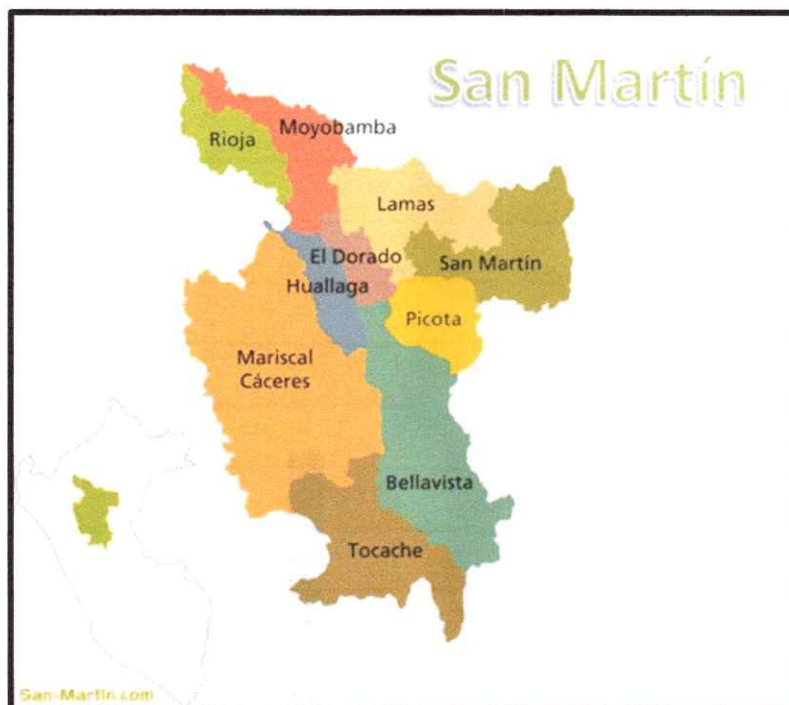 San Martín
Moyobamba
Rioja
Lamas
El Dorado
San Martín
Huallaga
Picota
Mariscal
Cáceres
Bellavista
Tocache
San-Martin.com